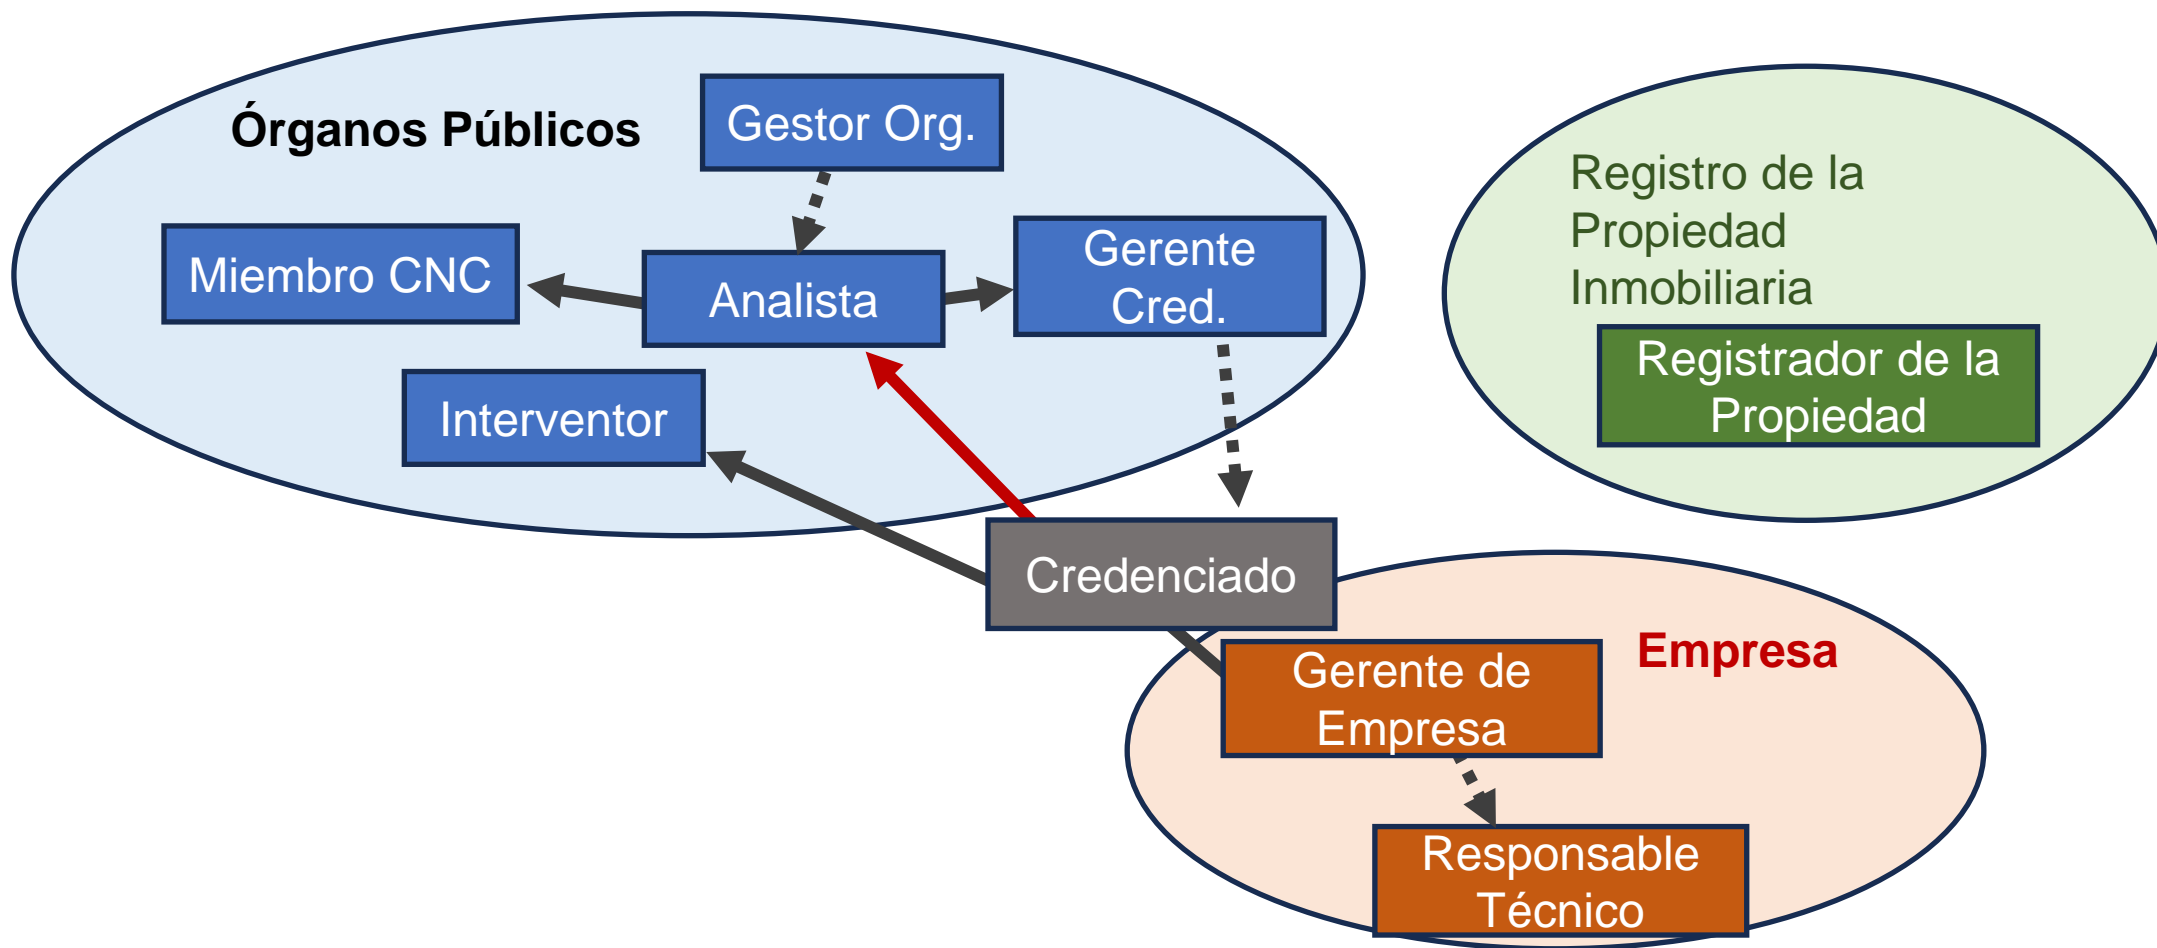 Órganos Públicos
Gestor Org.
Miembro CNC
Analista
Gerente
Cred.
Interventor
Registro de la
Propiedad
Inmobiliaria
Registrador de la
Propiedad
Credenciado
Empresa
Gerente de
Empresa
Responsable
Técnico